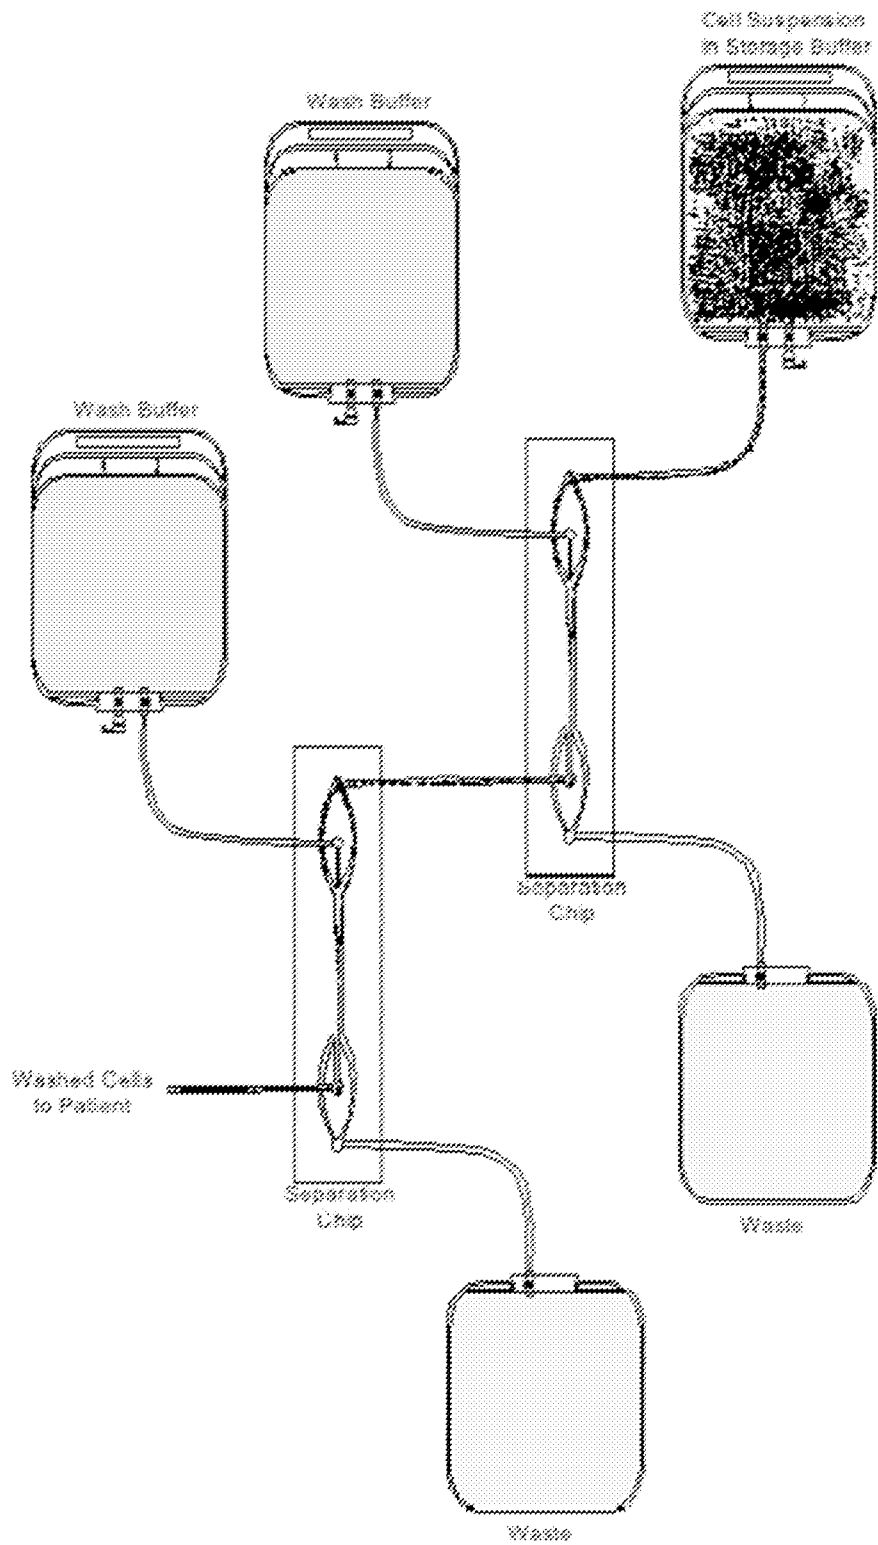 Cell Suspension
in Storage Buffer
Wash Buffer
Wash Buffer
Separation
Chip
Washed Cells
to Patient
Separation
Chip
Waste
Waste